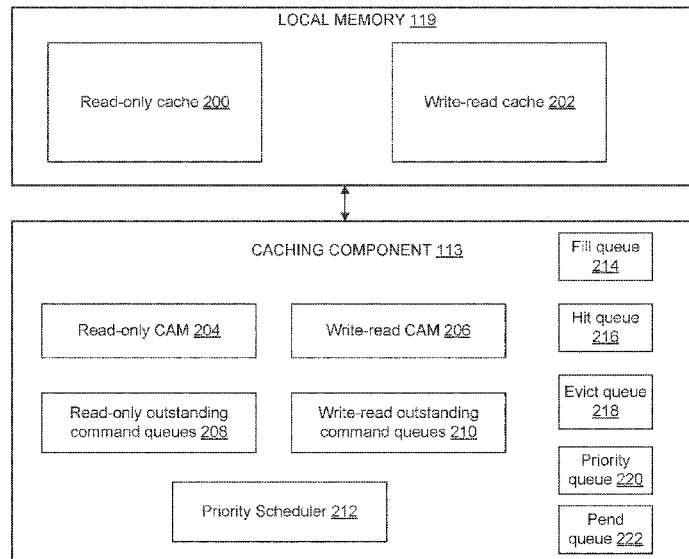 LOCAL MEMORY 119
Read-only cache 200
Write-read cache 202
CACHING COMPONENT 113
Fill queue
214
Read-only CAM 204
Write-read CAM 206
Hit queue
216
Read-only outstanding
command queues 208
Write-read outstanding
command queues 210
Evict queue
218
Priority
queue 220
Priority Scheduler 212
Pend
queue 222